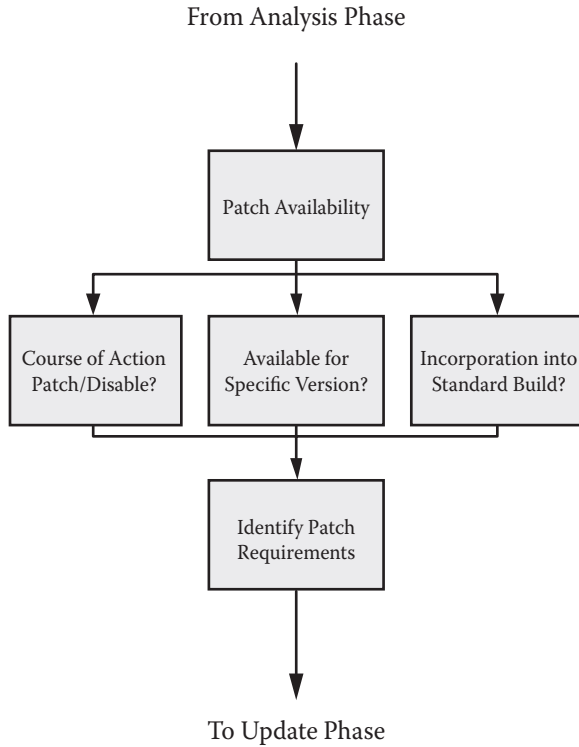 From Analysis Phase
Patch Availability
Course of Action
Patch/Disable?
Available for
Specific Version?
Incorporation into
Standard Build?
Identify Patch
Requirements
To Update Phase